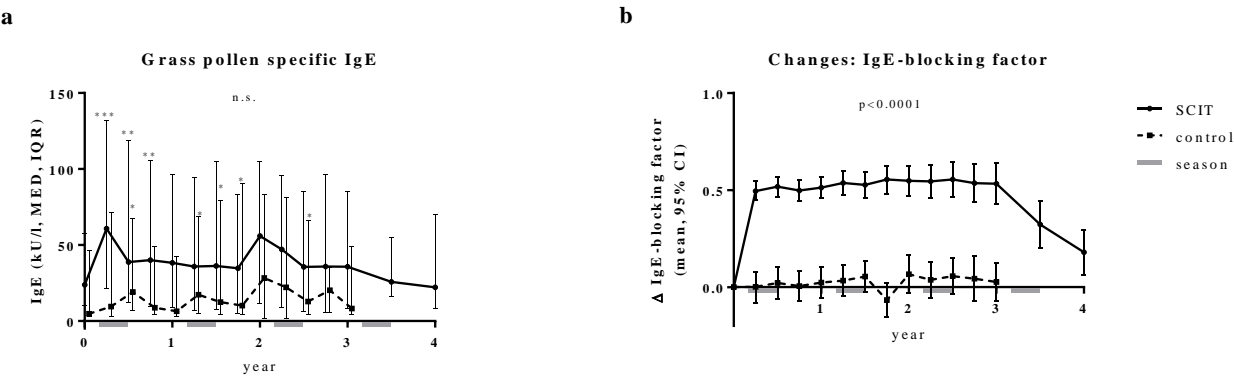 a
Grass pollen specific IgE
IgE (kU/l, MED, IQR)
150
100
50
0
n.s.
***
**
**
*
*
*
*
*
0 1 2 3 4
year
b
Changes: IgE-blocking factor
Δ IgE-blocking factor
(mean, 95% CI)
1.0
0.5
0.0
p<0.0001
1 2 3 4
year
SCIT
control
season